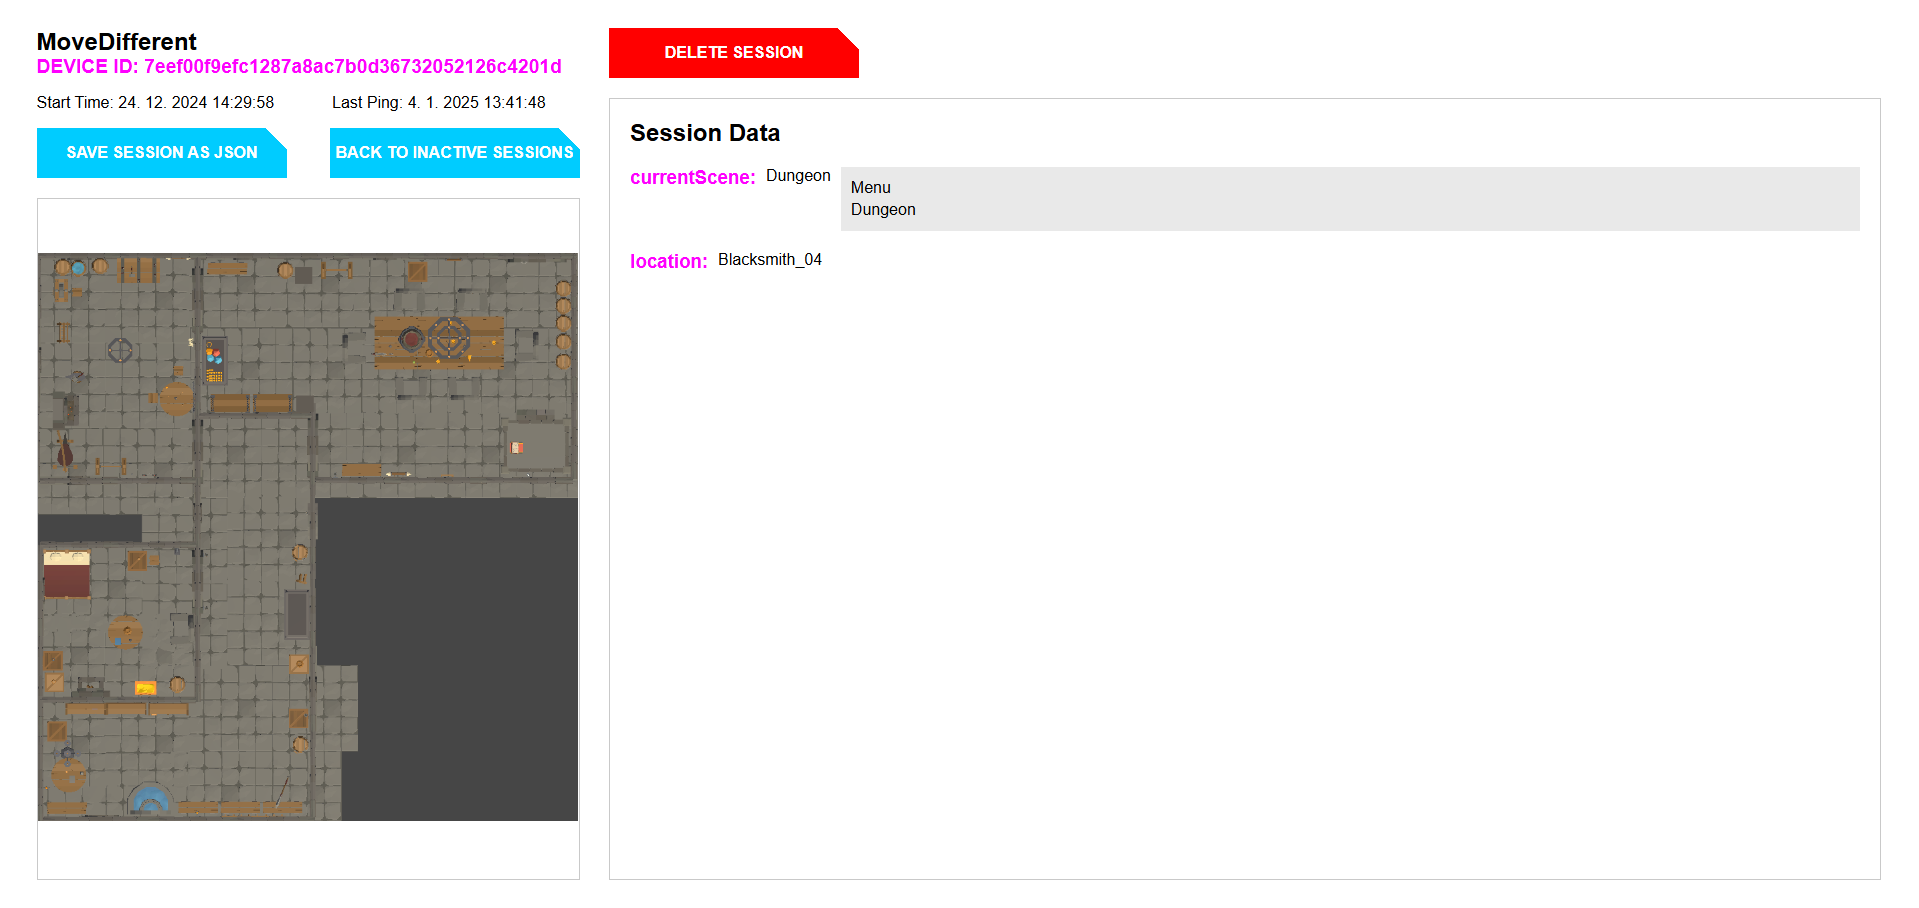 MoveDifferent
DEVICE ID: 7eef00f9efc1287a8ac7b0d36732052126c4201d
Start Time: 24. 12. 2024 14:29:58
Last Ping: 4. 1. 2025 13:41:48
SAVE SESSION AS JSON
BACK TO INACTIVE SESSIONS
DELETE SESSION
Session Data
currentScene: Dungeon
Menu
Dungeon
location: Blacksmith_04